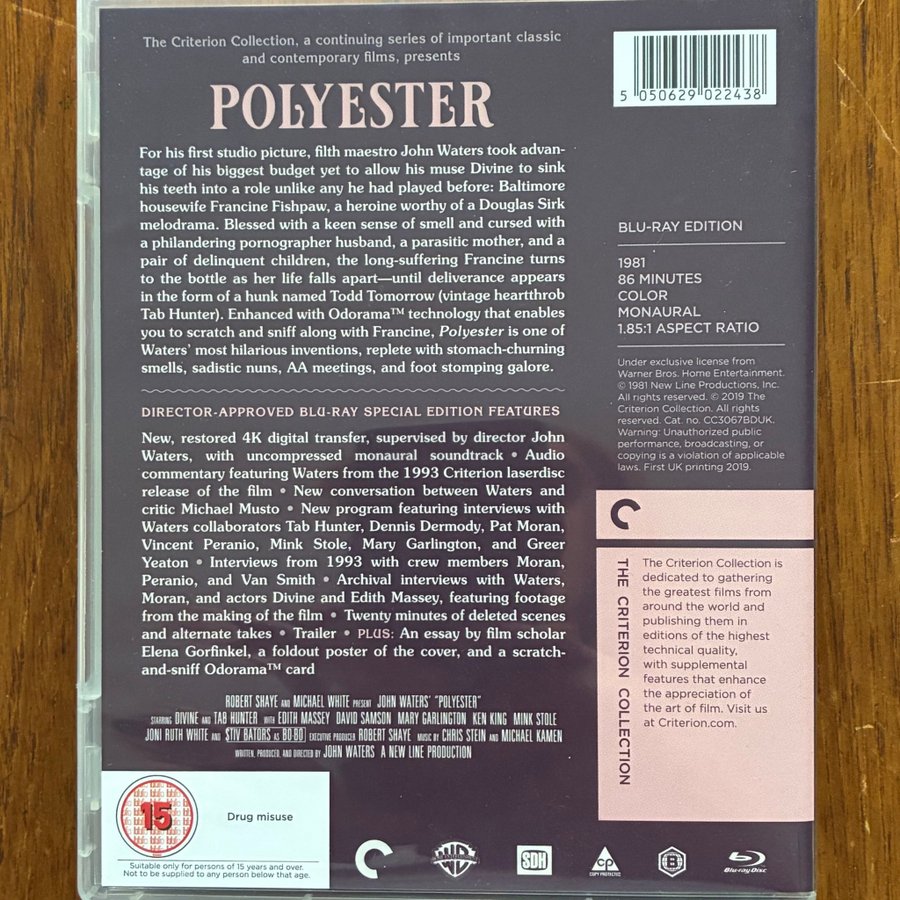 The Criterion Collection, a continuing series of important classic
and contemporary films, presents
POLYESTER
For his first studio picture, filth maestro John Waters took advan-
tage of his biggest budget yet to allow his muse Divine to sink
his teeth into a role unlike any he had played before: Baltimore
housewife Francine Fishpaw, a heroine worthy of a Douglas Sirk
melodrama. Blessed with a keen sense of smell and cursed with
a philandering pornographer husband, a parasitic mother, and a
pair of delinquent children, the long-suffering Francine turns
to the bottle as her life falls apart—until deliverance appears
in the form of a hunk named Todd Tomorrow (vintage heartthrob
Tab Hunter). Enhanced with Odorama™ technology that enables
you to scratch and sniff along with Francine, Polyester is one of
Waters' most hilarious inventions, replete with stomach-churning
smells, sadistic nuns, AA meetings, and foot stomping galore.
DIRECTOR-APPROVED BLU-RAY SPECIAL EDITION FEATURES
New, restored 4K digital transfer, supervised by director John
Waters, with uncompressed monaural soundtrack • Audio
commentary featuring Waters from the 1993 Criterion laserdisc
release of the film • New conversation between Waters and
critic Michael Musto • New program featuring interviews with
Waters collaborators Tab Hunter, Dennis Dermody, Pat Moran,
Vincent Peranio, Mink Stole, Mary Garlington, and Greer
Yeaton • Interviews from 1993 with crew members Moran,
Peranio, and Van Smith • Archival interviews with Waters,
Moran, and actors Divine and Edith Massey, featuring footage
from the making of the film • Twenty minutes of deleted scenes
and alternate takes • Trailer • PLUS: An essay by film scholar
Elena Gorfinkel, a foldout poster of the cover, and a scratch-
and-sniff Odorama™ card
ROBERT SHAYE AND MICHAEL WHITE PRESENT JOHN WATERS' "POLYESTER"
STARRING DIVINE AND TAB HUNTER WITH EDITH MASSEY DAVID SAMSON MARY GARLINGTON KEN KING MINK STOLE
JONI RUTH WHITE AND STIV BATORS AS BO-BO EXECUTIVE PRODUCER ROBERT SHAYE MUSIC BY CHRIS STEIN AND MICHAEL KAMEN
WRITTEN, PRODUCED, AND DIRECTED BY JOHN WATERS A NEW LINE PRODUCTION
5 050629 022438
BLU-RAY EDITION
1981
86 MINUTES
COLOR
MONAURAL
1.85:1 ASPECT RATIO
Under exclusive license from
Warner Bros. Home Entertainment.
© 1981 New Line Productions, Inc.
All rights reserved. © 2019 The
Criterion Collection. All rights
reserved. Cat. no. CC3067BDUK.
Warning: Unauthorized public
performance, broadcasting, or
copying is a violation of applicable
laws. First UK printing 2019.
THE CRITERION COLLECTION
The Criterion Collection is
dedicated to gathering
the greatest films from
around the world and
publishing them in
editions of the highest
technical quality,
with supplemental
features that enhance
the appreciation of
the art of film. Visit us
at Criterion.com.
15
Drug misuse
Suitable only for persons of 15 years and over.
Not to be supplied to any person below that age.
SDH
CP
COPY PROTECTED
B
Blu-ray Disc